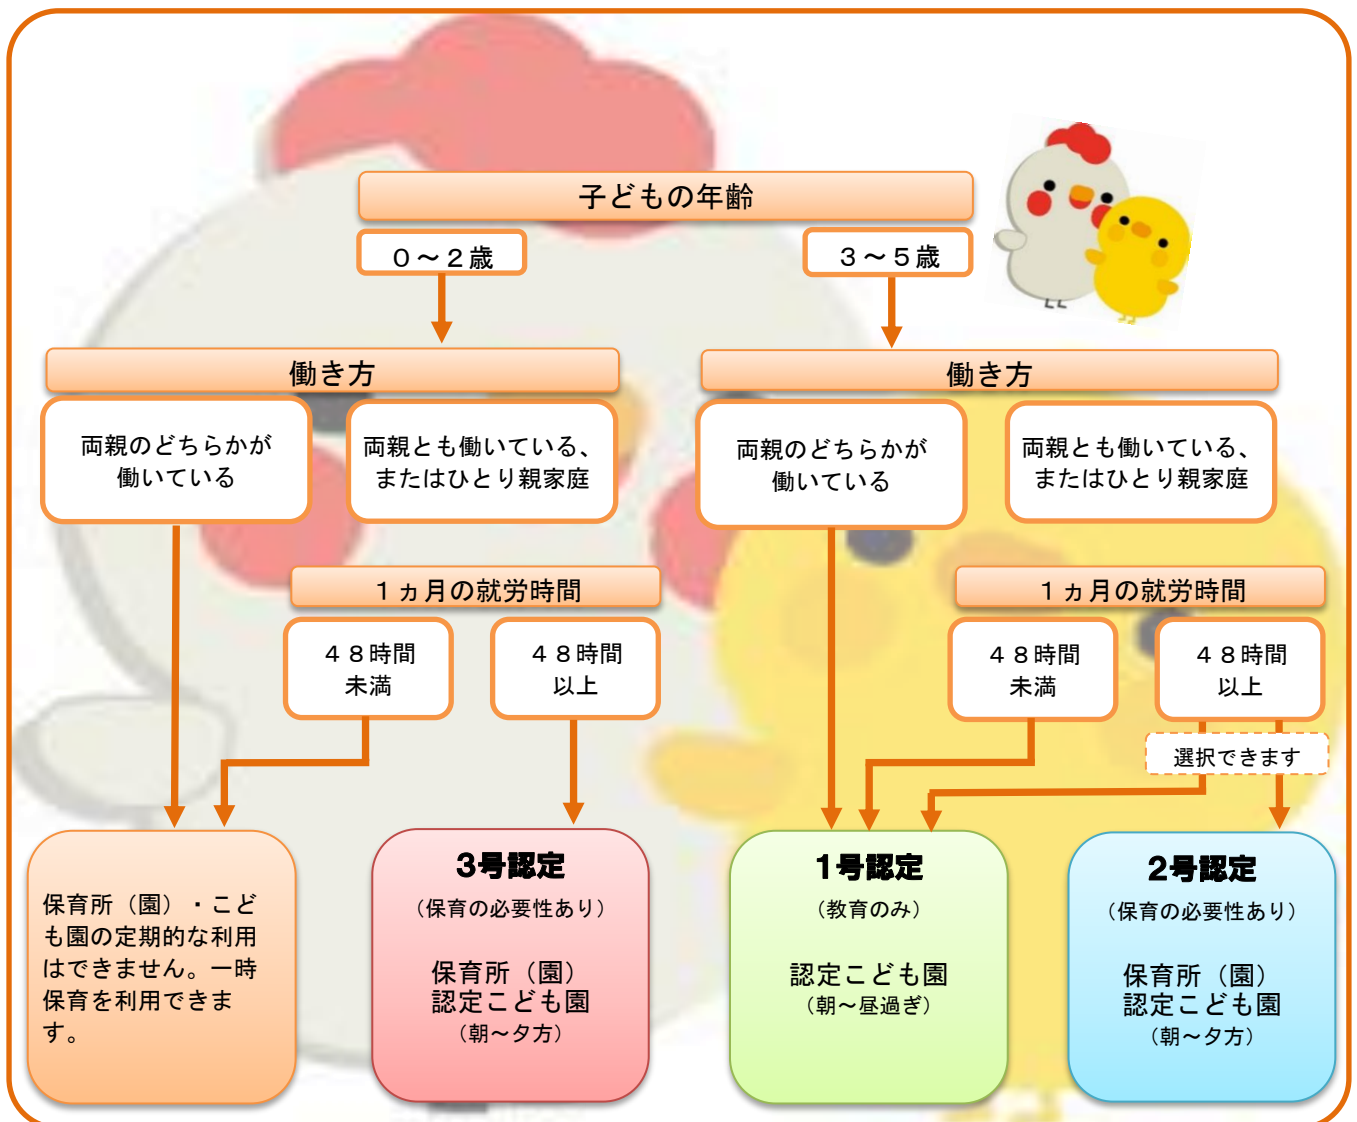 子どもの年齢
０～２歳
３～５歳
働き方
働き方
両親のどちらかが
働いている
両親とも働いている、
またはひとり親家庭
両親のどちらかが
働いている
両親とも働いている、
またはひとり親家庭
１ヵ月の就労時間
１ヵ月の就労時間
４８時間
未満
４８時間
以上
４８時間
未満
４８時間
以上
選択できます
保育所（園）・こど
も園の定期的な利用
はできません。一時
保育を利用できま
す。
3号認定
（保育の必要性あり）
保育所（園）
認定こども園
（朝～夕方）
1号認定
（教育のみ）
認定こども園
（朝～昼過ぎ）
2号認定
（保育の必要性あり）
保育所（園）
認定こども園
（朝～夕方）